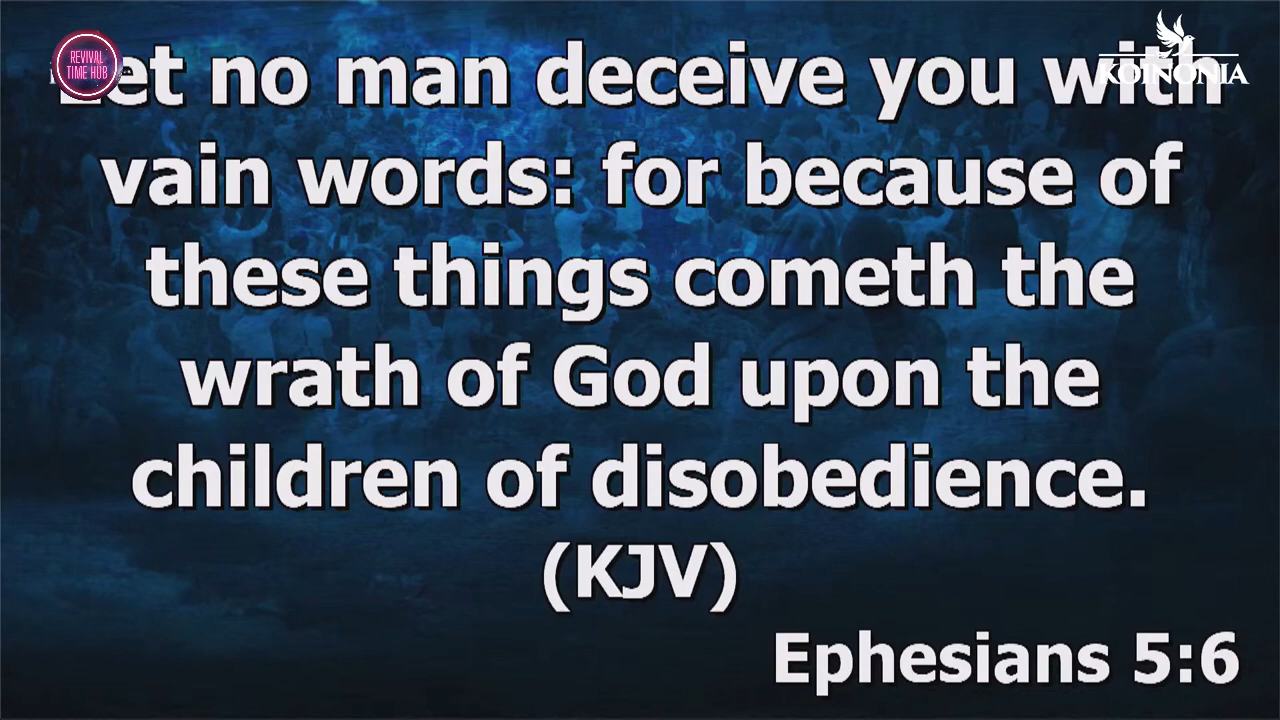 REVIVAL
TIME HUB
KOINONIA
Let no man deceive you with
vain words: for because of
these things cometh the
wrath of God upon the
children of disobedience.
(KJV)
Ephesians 5:6